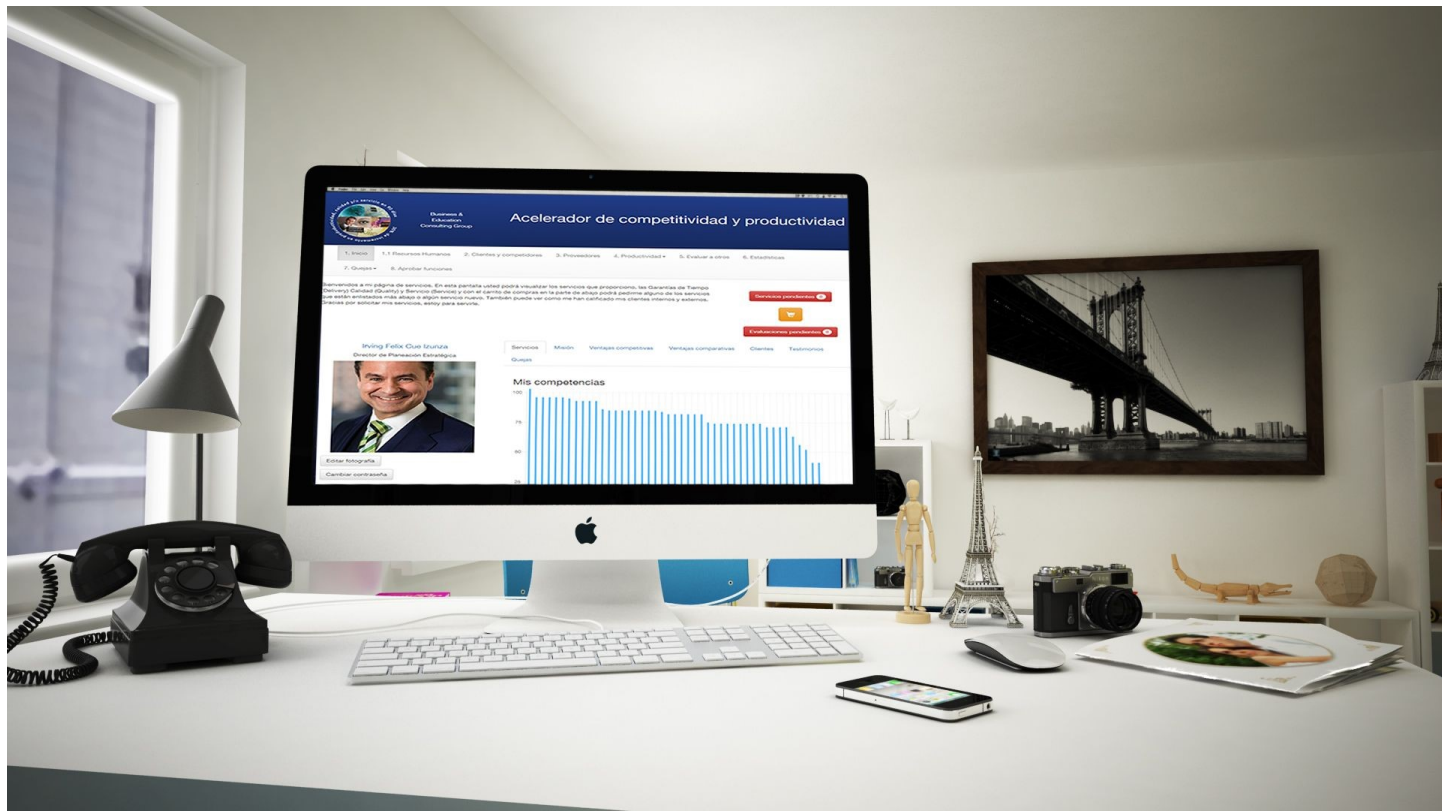 Business &
Education
Consulting Group
Acelerador de competitividad y productividad
1. Inicio 1.1 Recursos Humanos 2. Clientes y competidores 3. Proveedores 4. Productividad 5. Evaluar a otros 6. Estadísticas
7. Quejas 8. Aprobar funciones
Bienvenidos a mi página de servicios. En esta pantalla usted podrá visualizar los servicios que proporciono, las Garantías de Tiempo
(Delivery) Calidad (Quality) y Servicio (Service) y con el carrito de compras en la parte de abajo podrá pedirme alguno de los servicios
que están enlistados más abajo o algún servicio nuevo. También puede ver como me han calificado mis clientes internos y externos.
Gracias por solicitar mis servicios, estoy para servirle.
Servicios pendientes
Evaluaciones pendientes
Irving Felix Cue Izunza
Director de Planeación Estratégica
Editar fotografía
Cambiar contraseña
Servicios Misión Ventajas competitivas Ventajas comparativas Clientes Testimonios
Quejas
Mis competencias
100
75
50
25